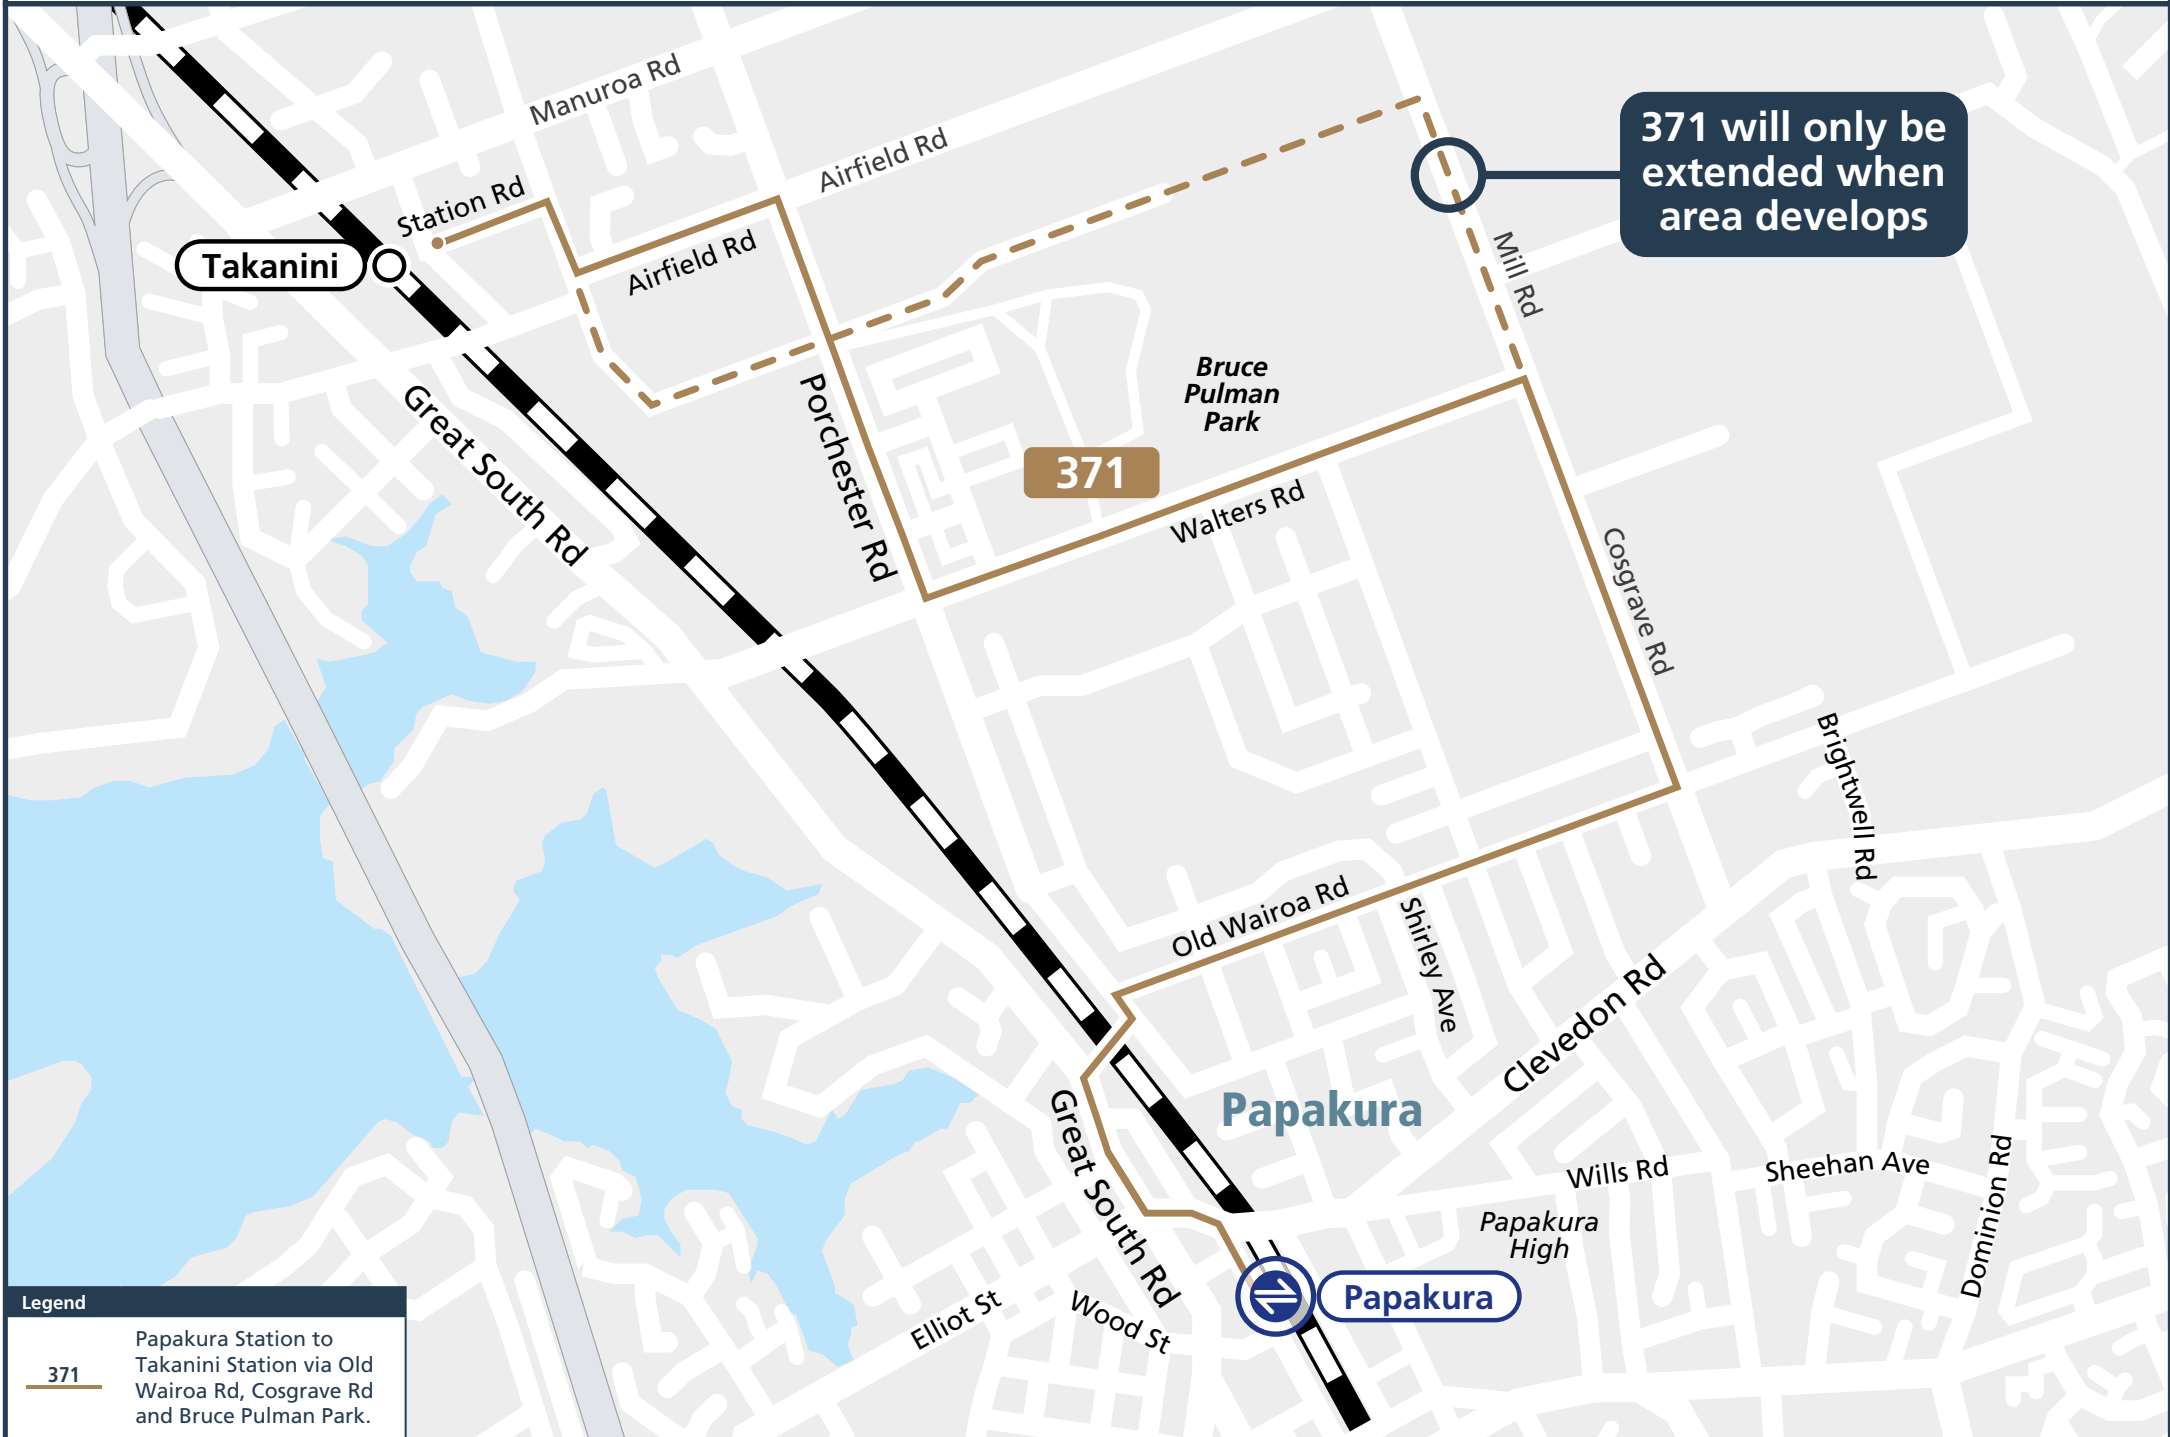 Manuroa Rd
Airfield Rd
371 will only be
extended when
area develops
Station Rd
Takanini
Airfield Rd
Mill Rd
Great South Rd
Porchester Rd
Bruce
Pulman
Park
371
Walters Rd
Cosgrave Rd
Brightwell Rd
Old Wairoa Rd
Shirley Ave
Clevedon Rd
Great South Rd
Papakura
Wills Rd
Sheehan Ave
Dominion Rd
Papakura
High
Papakura
Elliot St
Wood St
Legend
371
Papakura Station to
Takanini Station via Old
Wairoa Rd, Cosgrave Rd
and Bruce Pulman Park.